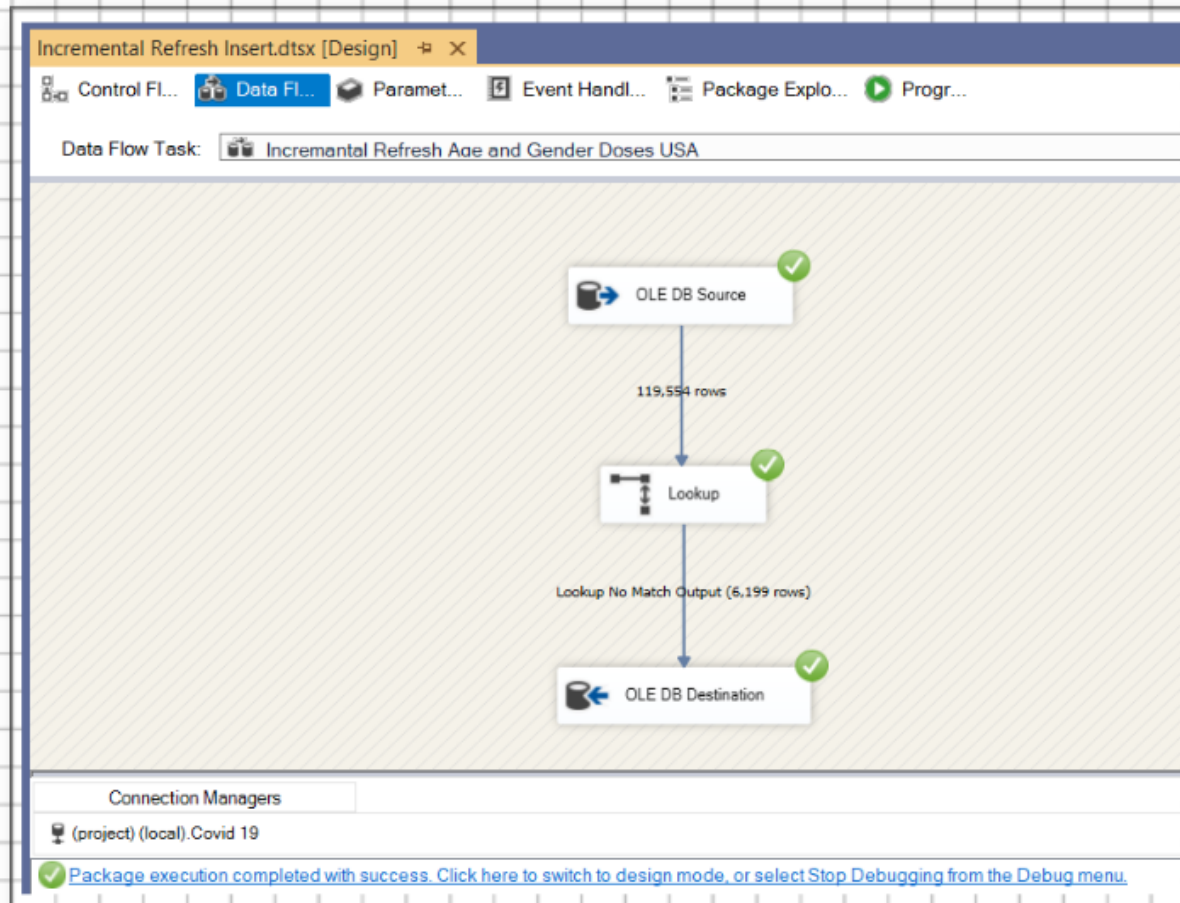 Incremental Refresh Insert.dtsx [Design]
Control Fl... Data Fl... Paramet... Event Handl... Package Explo... Progr...
Data Flow Task: Incremantal Refresh Age and Gender Doses USA
OLE DB Source
119,554 rows
Lookup
Lookup No Match Output (6,199 rows)
OLE DB Destination
Connection Managers
(project) (local).Covid 19
Package execution completed with success. Click here to switch to design mode, or select Stop Debugging from the Debug menu.